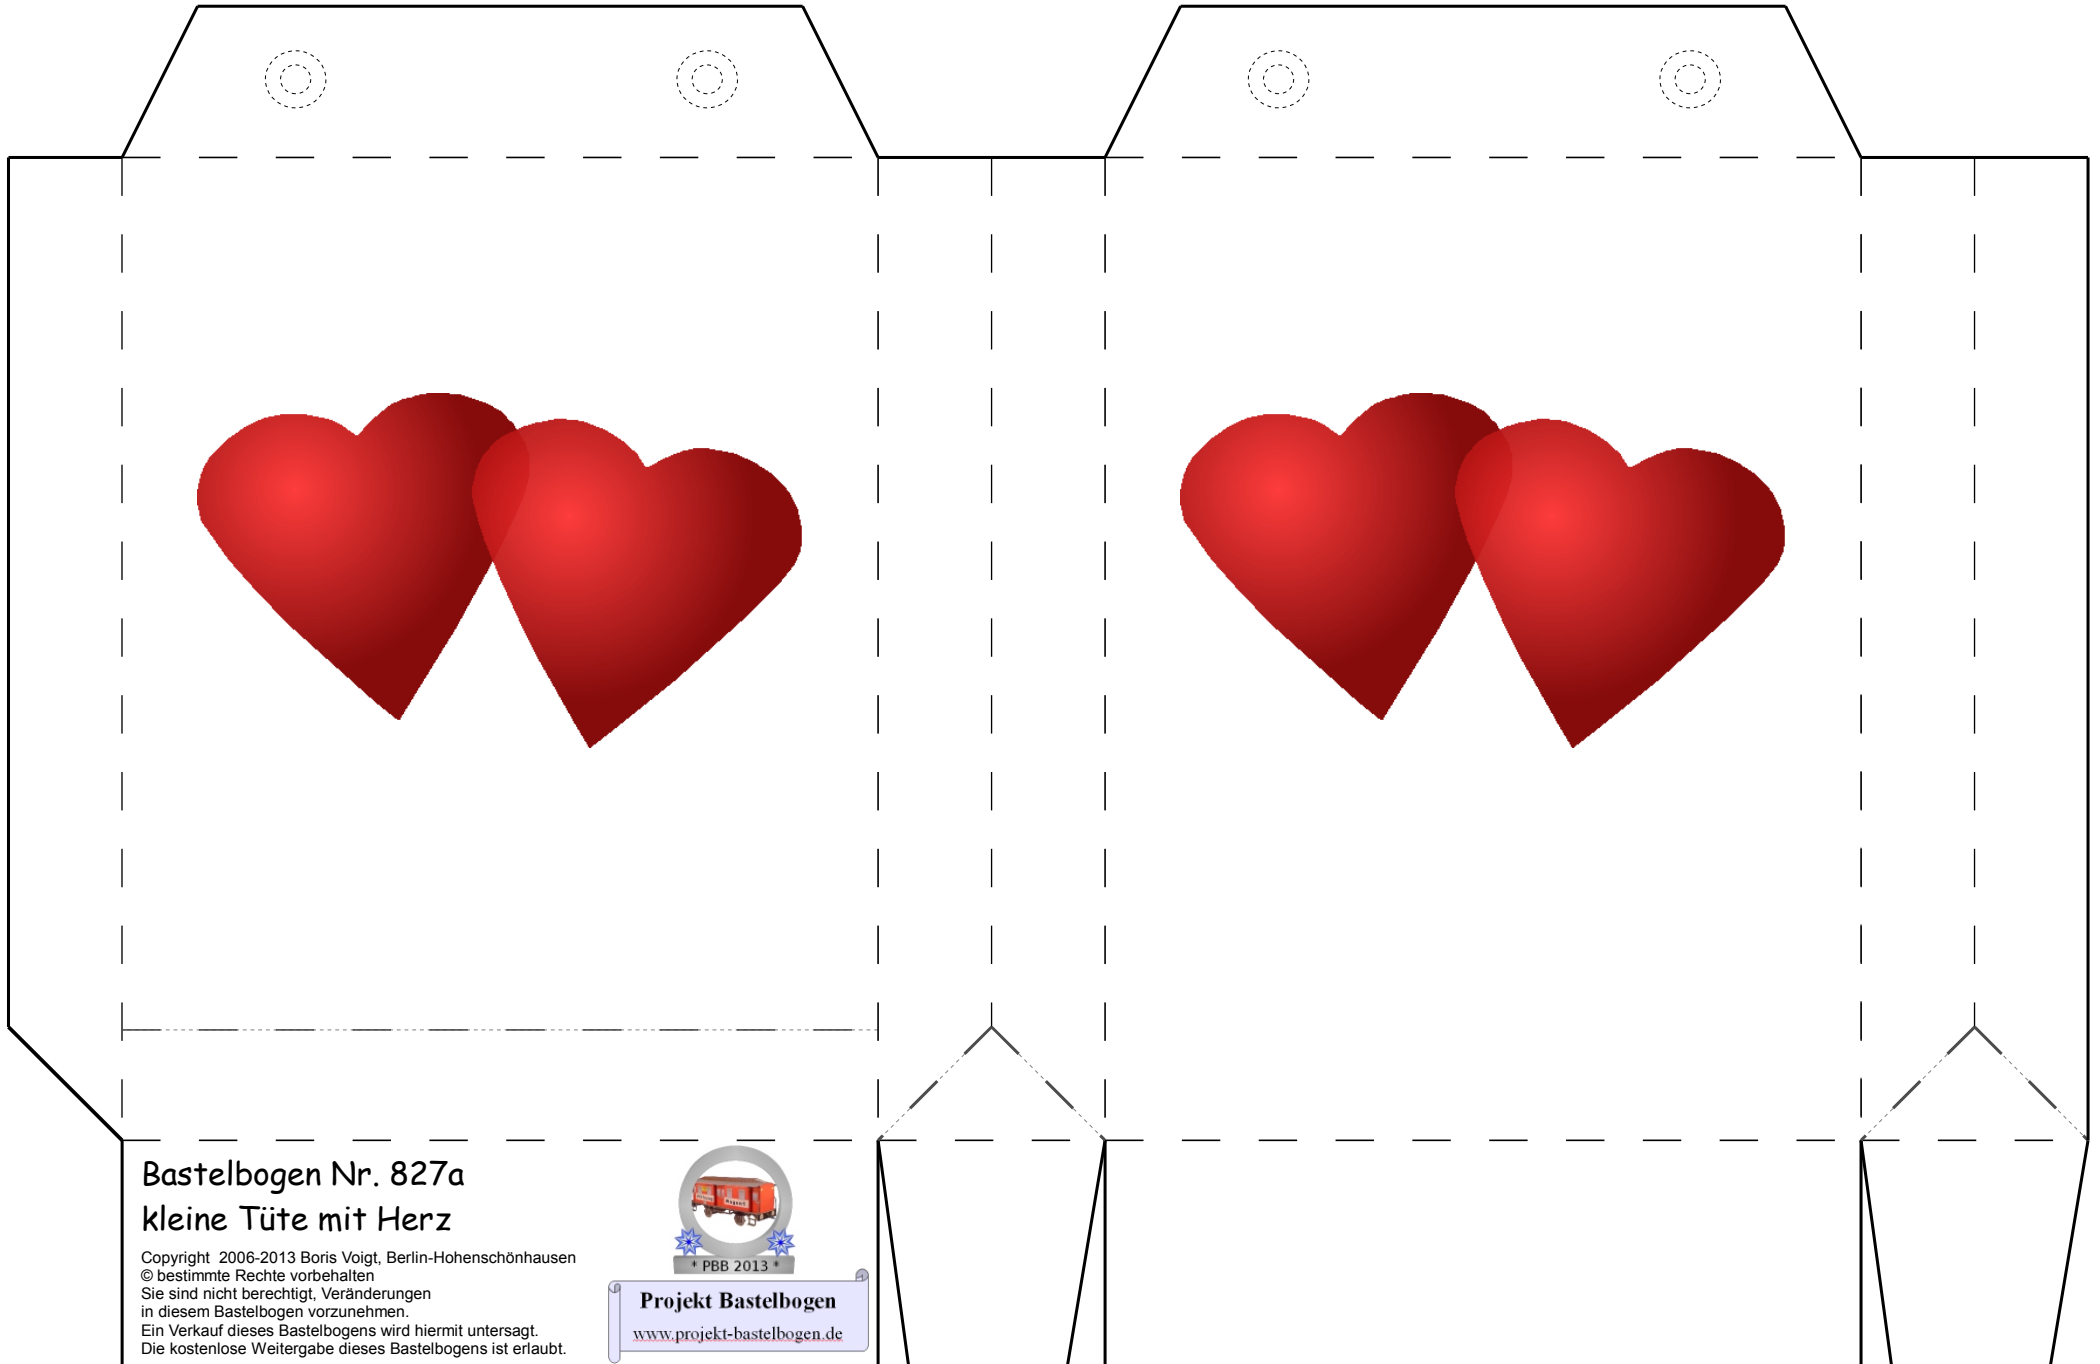 Bastelbogen Nr. 827a
kleine Tüte mit Herz
Copyright  2006-2013 Boris Voigt, Berlin-Hohenschönhausen
© bestimmte Rechte vorbehalten
Sie sind nicht berechtigt, Veränderungen
in diesem Bastelbogen vorzunehmen.
Ein Verkauf dieses Bastelbogens wird hiermit untersagt.
Die kostenlose Weitergabe dieses Bastelbogens ist erlaubt.
* PBB 2013 *
Projekt Bastelbogen
www.projekt-bastelbogen.de